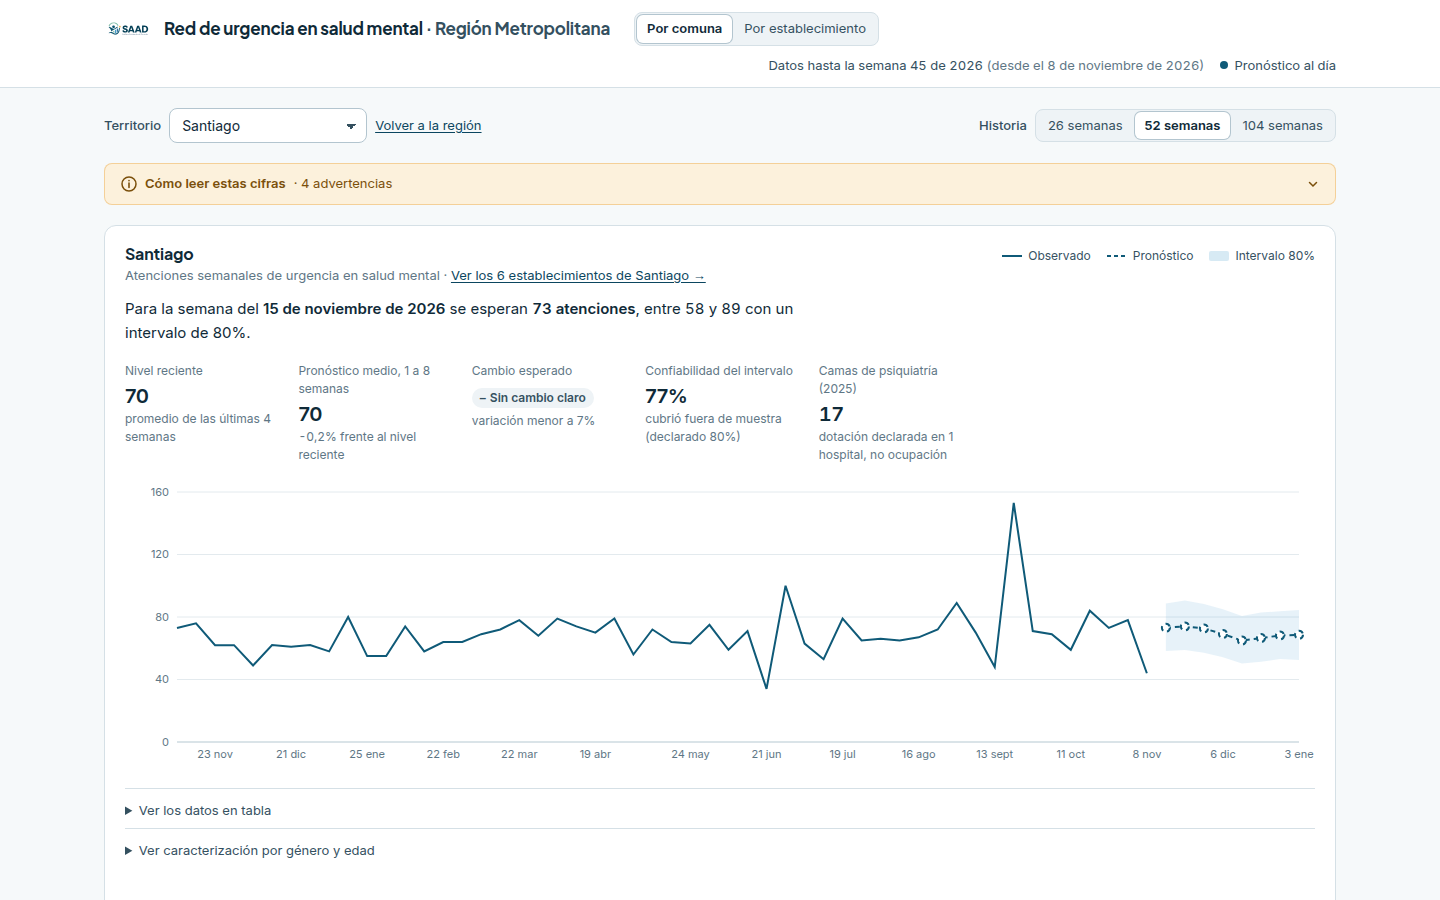 SAAD
Red de urgencia en salud mental · Región Metropolitana
Por comuna
Por establecimiento
Datos hasta la semana 45 de 2026 (desde el 8 de noviembre de 2026)
Pronóstico al día
Territorio
Santiago
Volver a la región
Historia
26 semanas
52 semanas
104 semanas
Cómo leer estas cifras · 4 advertencias
Santiago
Atenciones semanales de urgencia en salud mental · Ver los 6 establecimientos de Santiago →
Observado
Pronóstico
Intervalo 80%
Para la semana del 15 de noviembre de 2026 se esperan 73 atenciones, entre 58 y 89 con un
intervalo de 80%.
Nivel reciente
70
promedio de las últimas 4
semanas
Pronóstico medio, 1 a 8
semanas
70
-0,2% frente al nivel
reciente
Cambio esperado
– Sin cambio claro
variación menor a 7%
Confiabilidad del intervalo
77%
cubrió fuera de muestra
(declarado 80%)
Camas de psiquiatría
(2025)
17
dotación declarada en 1
hospital, no ocupación
160
120
80
40
0
23 nov
21 dic
25 ene
22 feb
22 mar
19 abr
24 may
21 jun
19 jul
16 ago
13 sept
11 oct
8 nov
6 dic
3 ene
Ver los datos en tabla
Ver caracterización por género y edad